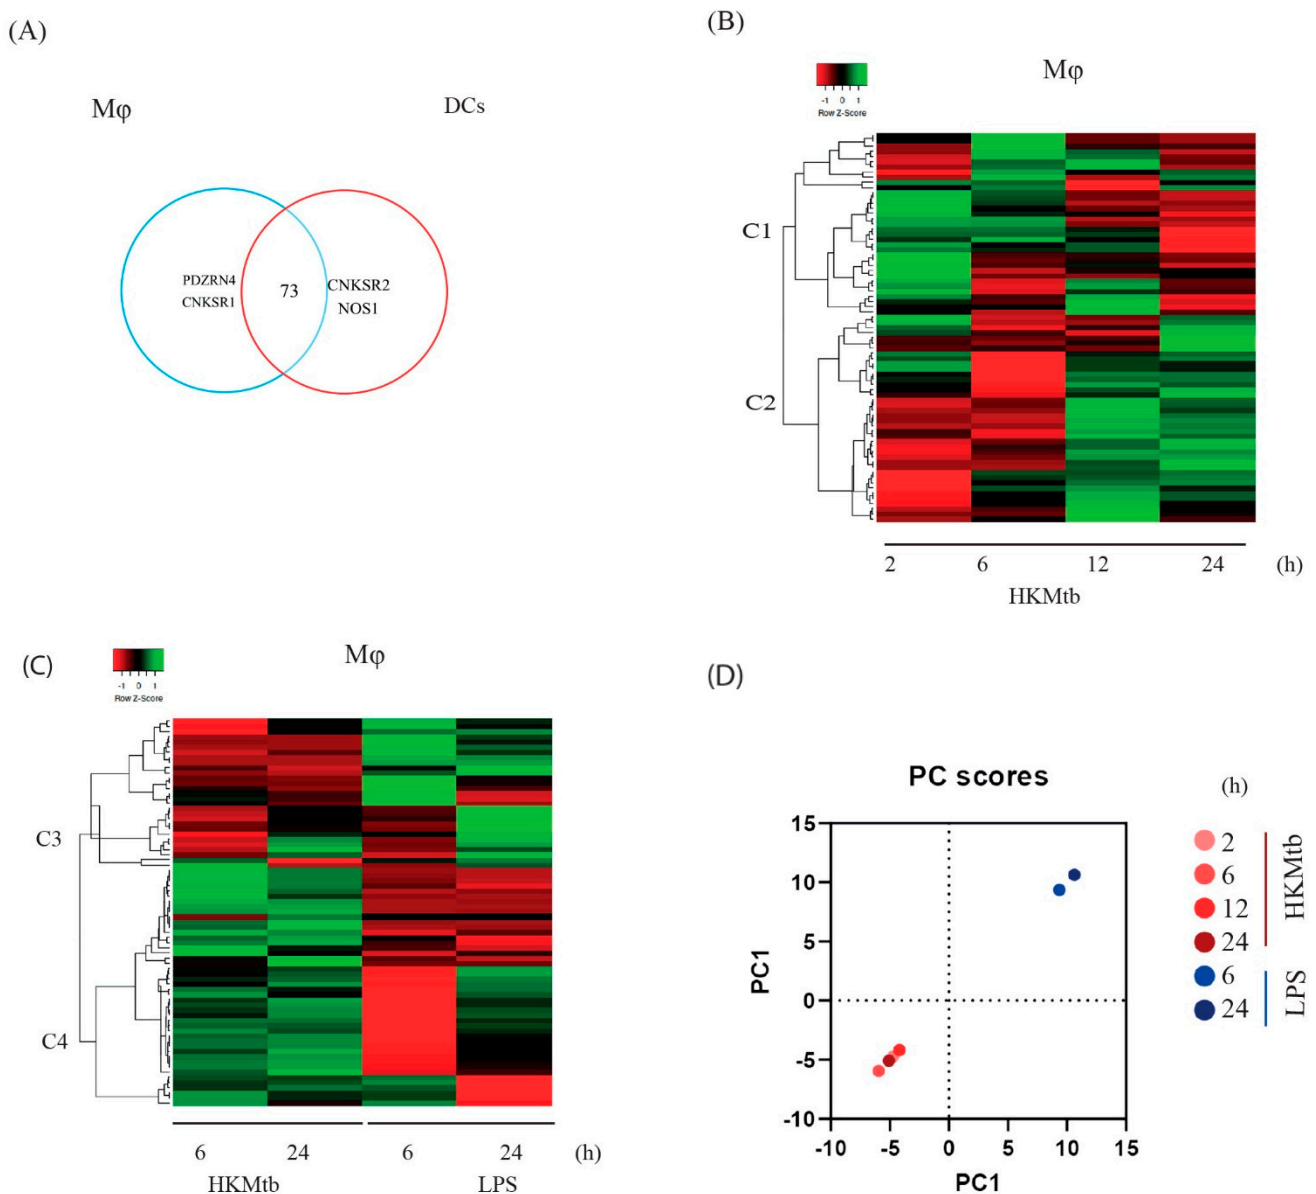 (A)
Mφ
DCs
PDZRN4
CNKSR1
73
CNKSR2
NOS1
(B)
Mφ
-1 0 1
Row Z-Score
C1
C2
2 6 12 24 (h)
HKMtb
(C)
Mφ
-1 0 1
Row Z-Score
C3
C4
6 24 6 24 (h)
HKMtb LPS
(D)
PC scores
(h)
15
10
5
0
-5
-10
PC1
-10 -5 0 5 10 15
PC1
2
6
12
24
HKMtb
6
24
LPS